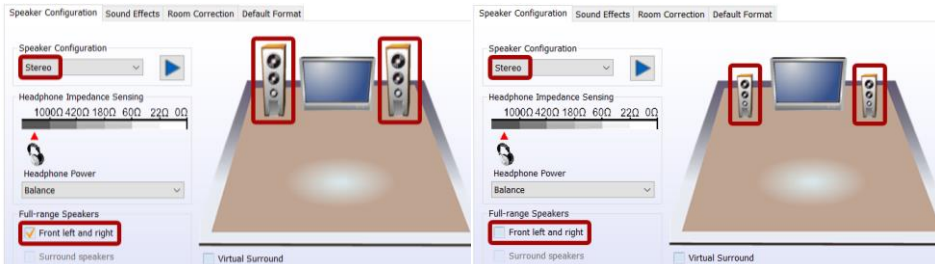 Speaker Configuration Sound Effects Room Correction Default Format
Speaker Configuration
Stereo
Headphone Impedance Sensing
1000Ω 420Ω 180Ω 60Ω 22Ω 0Ω
Headphone Power
Balance
Full-range Speakers
Front left and right
Surround speakers
Virtual Surround
Speaker Configuration Sound Effects Room Correction Default Format
Speaker Configuration
Stereo
Headphone Impedance Sensing
1000Ω 420Ω 180Ω 60Ω 22Ω 0Ω
Headphone Power
Balance
Full-range Speakers
Front left and right
Surround speakers
Virtual Surround